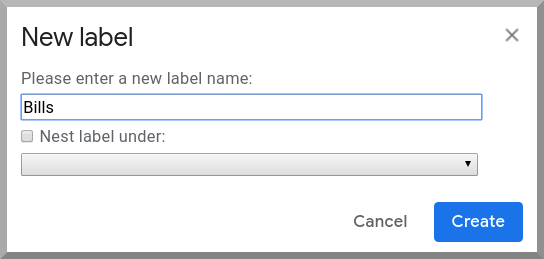 New label
Please enter a new label name:
Bills
Nest label under:
Cancel Create